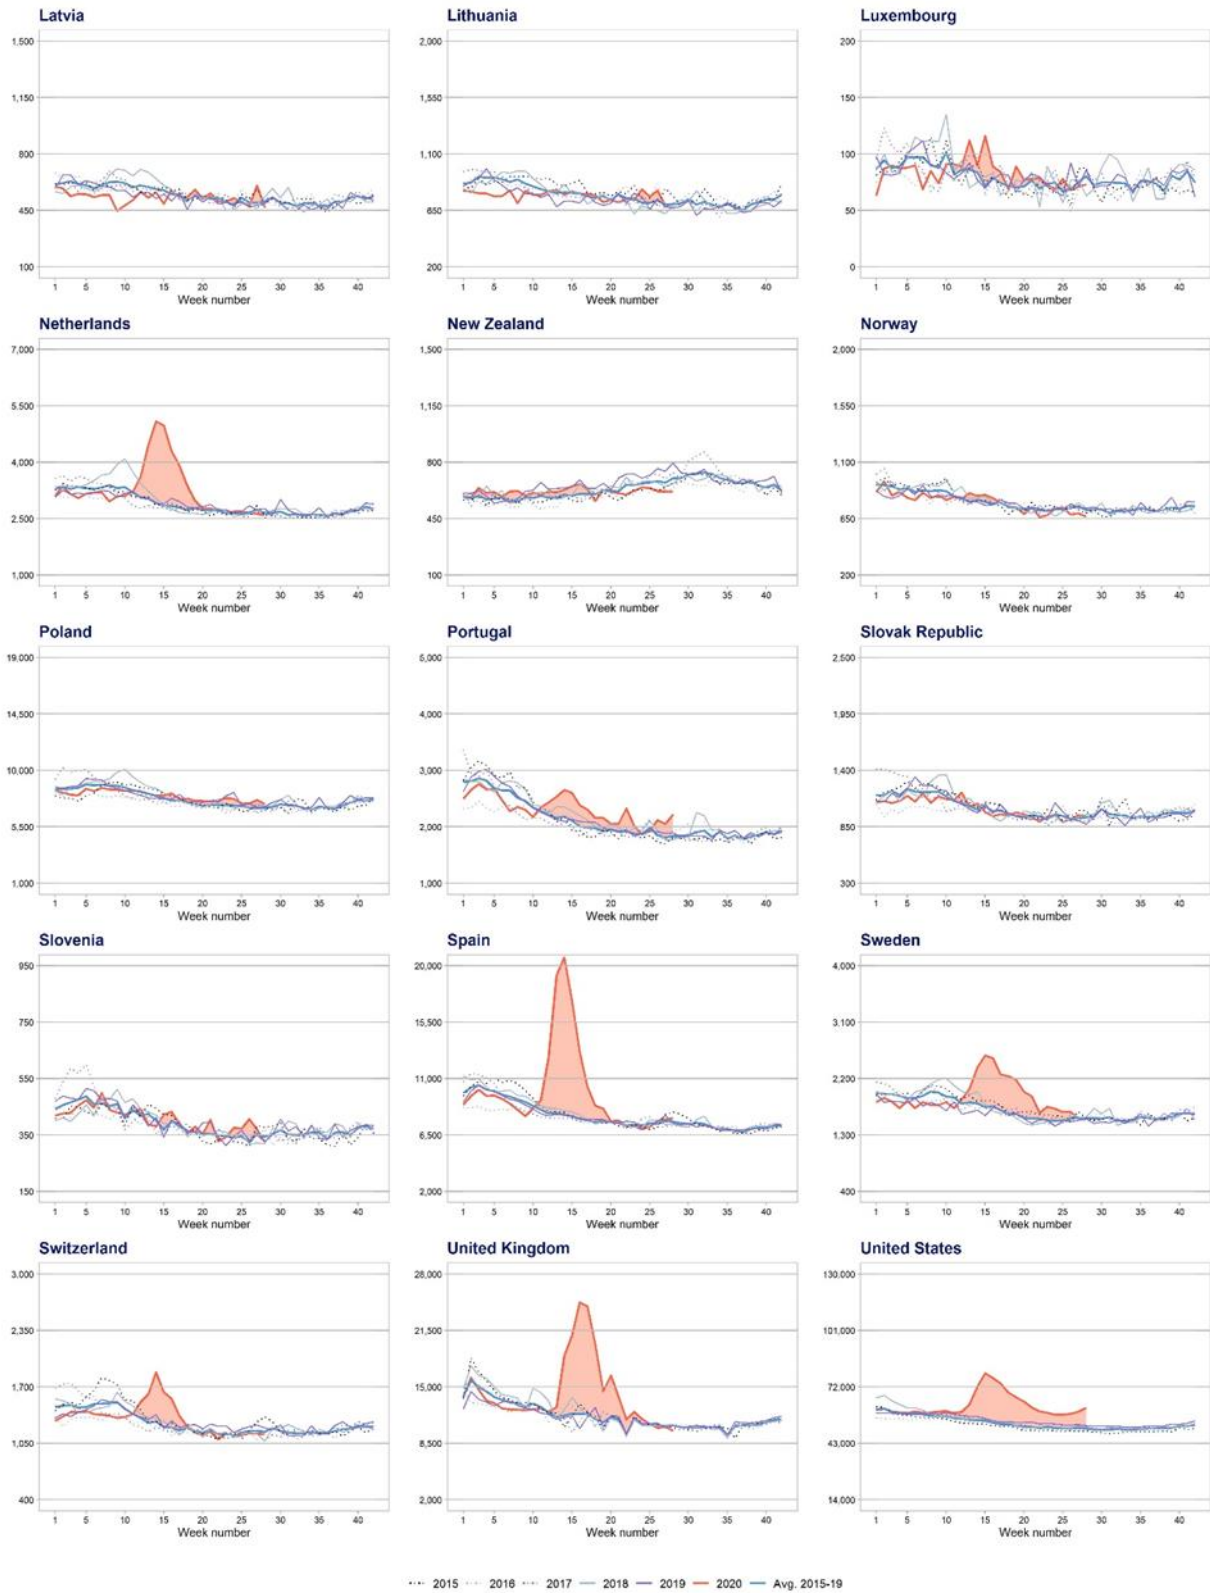 Latvia Lithuania Luxembourg
1,500 2,000 200
1,150 1,550 150
800 1,100 100
450 650 50
100 200 0
1 5 10 15 20 25 30 35 40 1 5 10 15 20 25 30 35 40 1 5 10 15 20 25 30 35 40
Week number Week number Week number
Netherlands New Zealand Norway
7,000 1,500 2,000
5,500 1,150 1,550
4,000 800 1,100
2,500 450 650
1,000 100 200
1 5 10 15 20 25 30 35 40 1 5 10 15 20 25 30 35 40 1 5 10 15 20 25 30 35 40
Week number Week number Week number
Poland Portugal Slovak Republic
19,000 5,000 2,500
14,500 4,000 1,950
10,000 3,000 1,400
5,500 2,000 850
1,000 1,000 300
1 5 10 15 20 25 30 35 40 1 5 10 15 20 25 30 35 40 1 5 10 15 20 25 30 35 40
Week number Week number Week number
Slovenia Spain Sweden
950 20,000 4,000
750 15,500 3,100
550 11,000 2,200
350 6,500 1,300
150 2,000 400
1 5 10 15 20 25 30 35 40 1 5 10 15 20 25 30 35 40 1 5 10 15 20 25 30 35 40
Week number Week number Week number
Switzerland United Kingdom United States
3,000 28,000 130,000
2,350 21,500 101,000
1,700 15,000 72,000
1,050 8,500 43,000
400 2,000 14,000
1 5 10 15 20 25 30 35 40 1 5 10 15 20 25 30 35 40 1 5 10 15 20 25 30 35 40
Week number Week number Week number
2015 2016 2017 2018 2019 2020 Avg. 2015-19